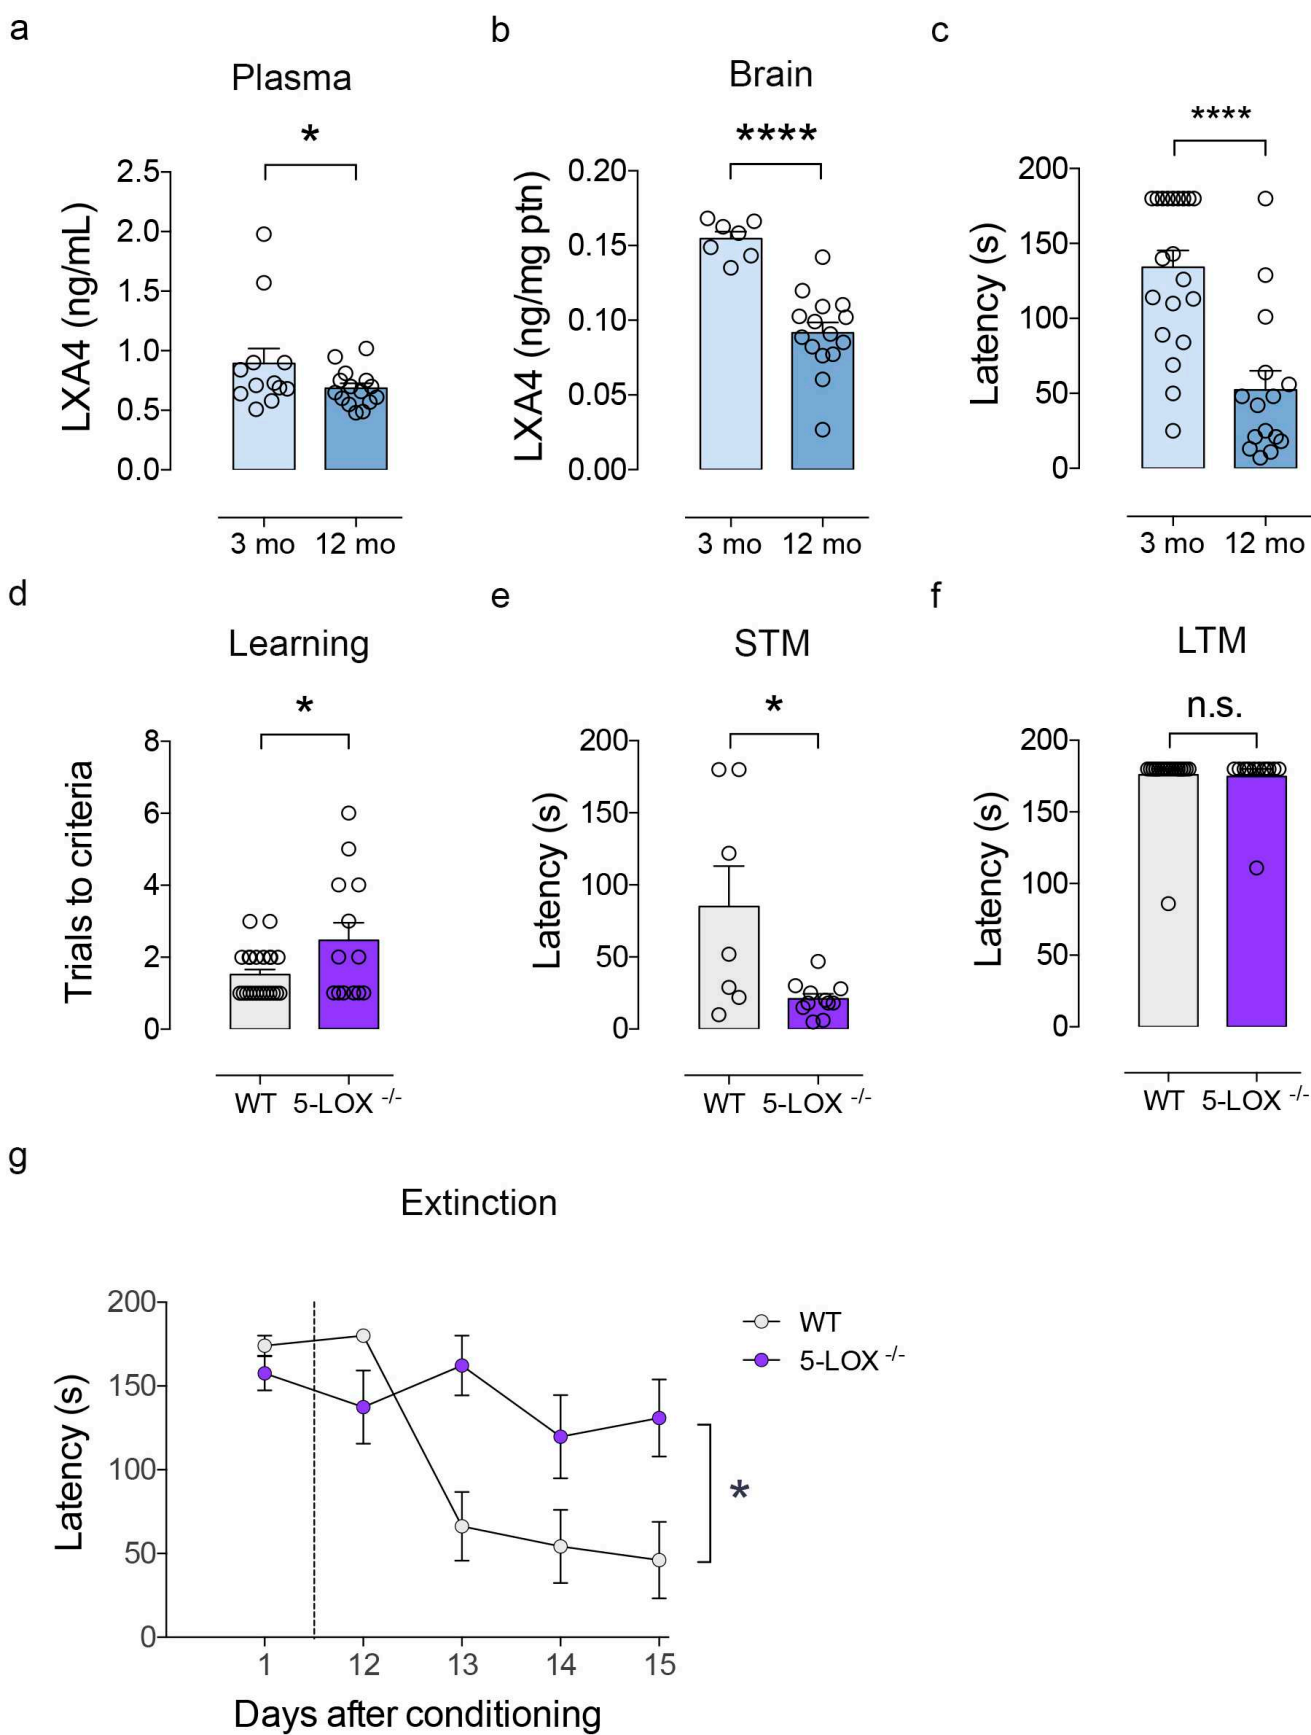 a
Plasma
*
LXA4 (ng/mL)
2.5
2.0
1.5
1.0
0.5
0.0
3 mo 12 mo
b
Brain
****
LXA4 (ng/mg ptn)
0.20
0.15
0.10
0.05
0.00
3 mo 12 mo
c
****
Latency (s)
200
150
100
50
0
3 mo 12 mo
d
Learning
*
Trials to criteria
8
6
4
2
0
WT 5-LOX -/-
e
STM
*
Latency (s)
200
150
100
50
0
WT 5-LOX -/-
f
LTM
n.s.
Latency (s)
200
150
100
50
0
WT 5-LOX -/-
g
Extinction
Latency (s)
200
150
100
50
0
1 12 13 14 15
Days after conditioning
WT
5-LOX -/-
*